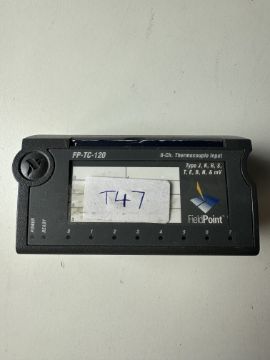 FP-TC-120 8-Ch. Thermocouple Input
Type J, K, R, S,
T, E, B, N, & mV
T47
FieldPoint
POWER
READY
0 1 2 3 4 5 6 7